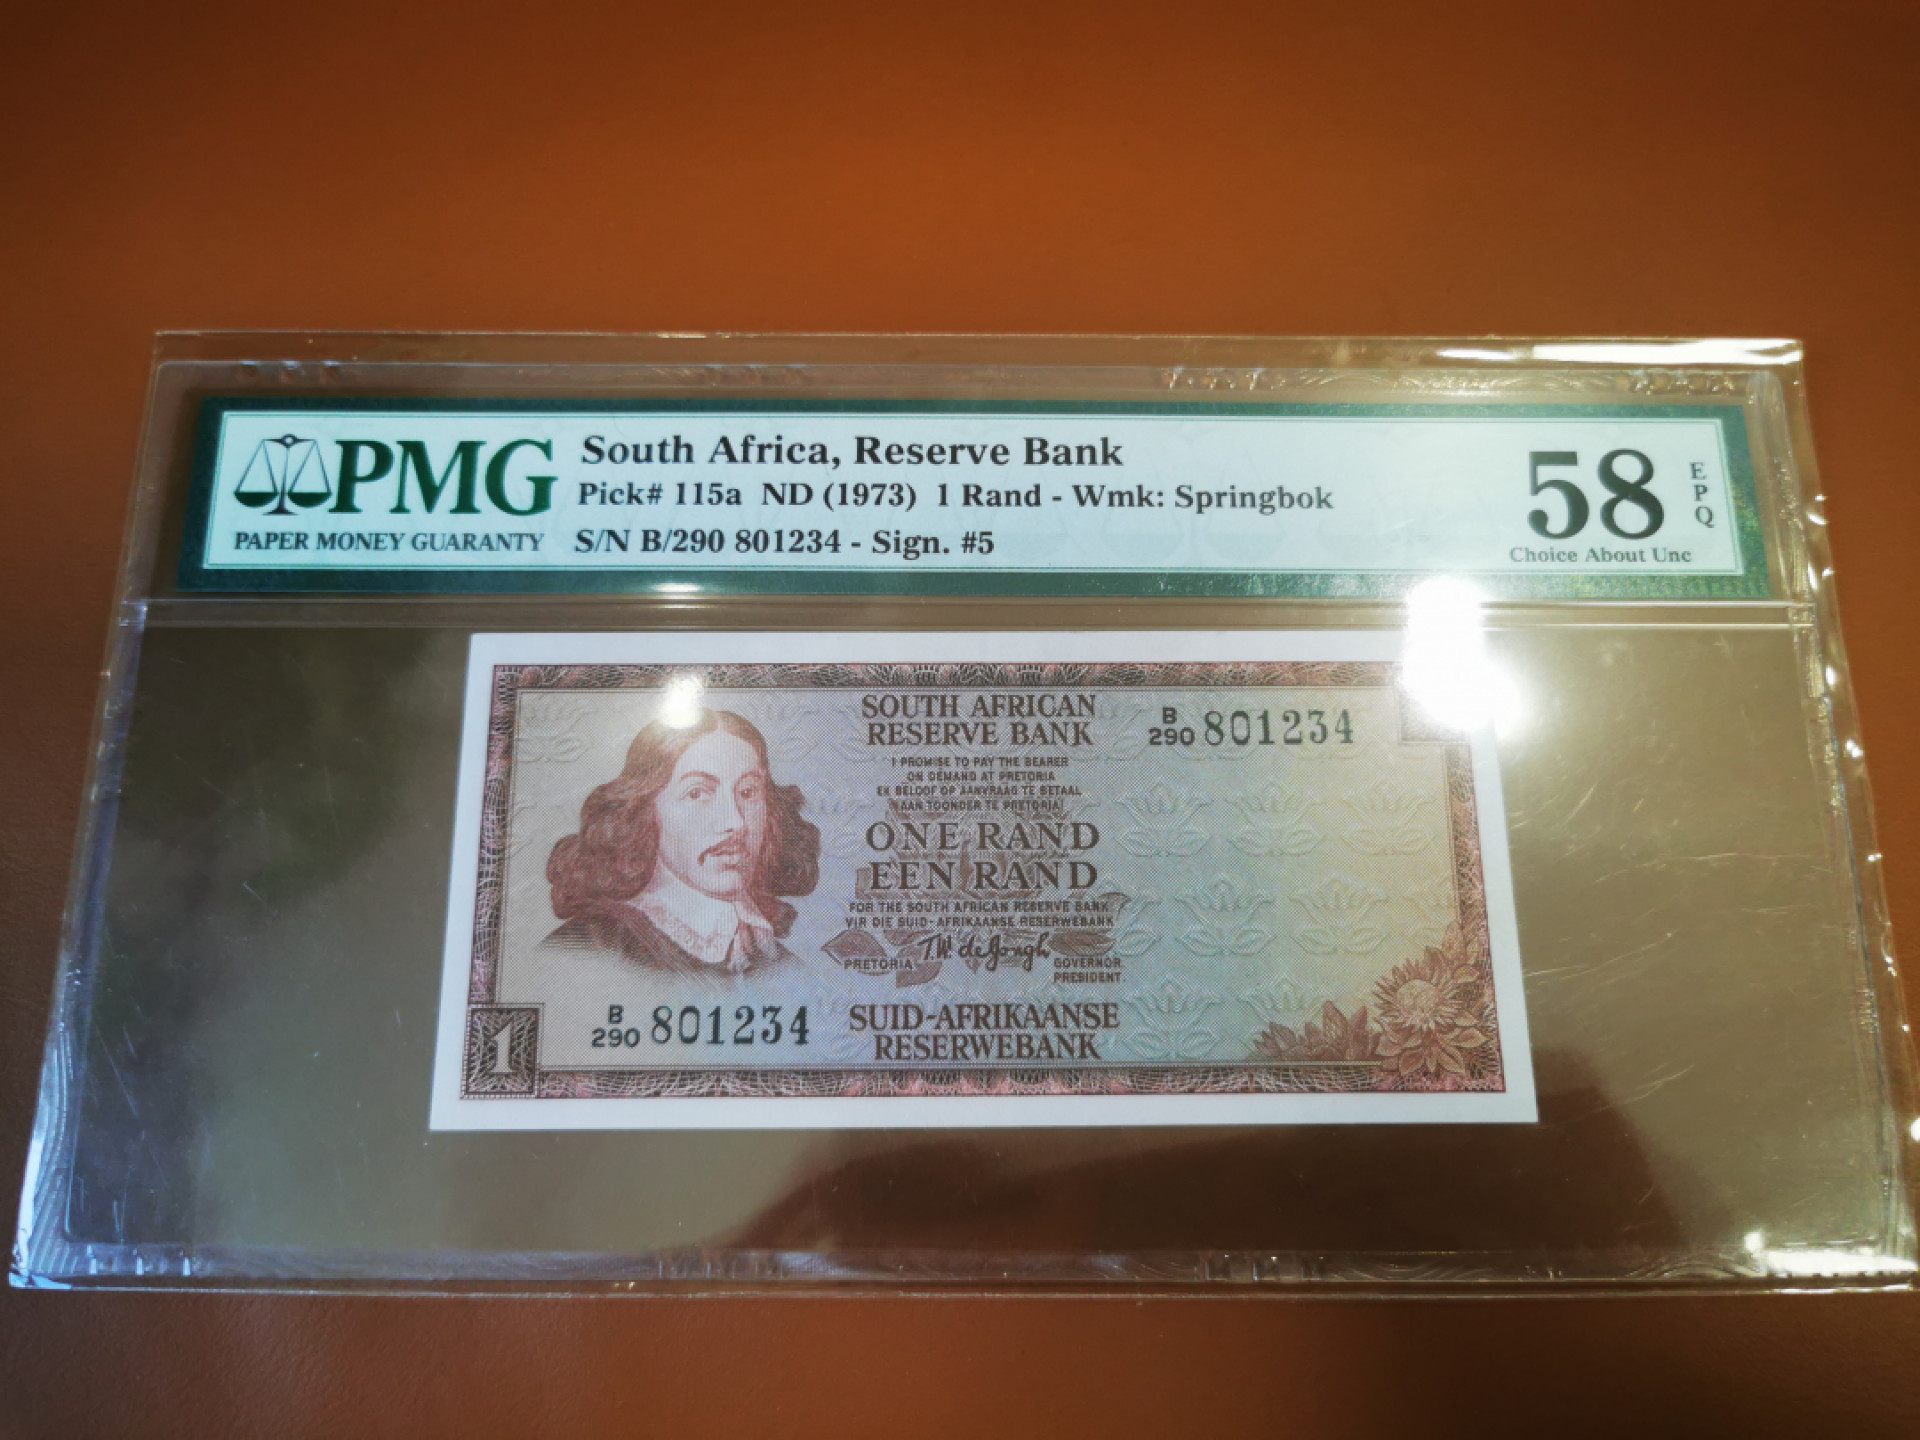 PMG
PAPER MONEY GUARANTY
South Africa, Reserve Bank
Pick# 115a ND (1973) 1 Rand - Wmk: Springbok
S/N B/290 801234 - Sign. #5
58
EPQ
Choice About Unc
SOUTH AFRICAN
RESERVE BANK
B/290 801234
I PROMISE TO PAY THE BEARER
ON DEMAND AT PRETORIA
EK BELOOF OP AANVRAAG TE BETAAL
AAN TOONDER TE PRETORIA
ONE RAND
EEN RAND
FOR THE SOUTH AFRICAN RESERVE BANK
VIR DIE SUID-AFRIKAANSE RESERWEBANK
T.W. de Jongh
PRETORIA
GOVERNOR
PRESIDENT.
B/290 801234
SUID-AFRIKAANSE
RESERWEBANK
1